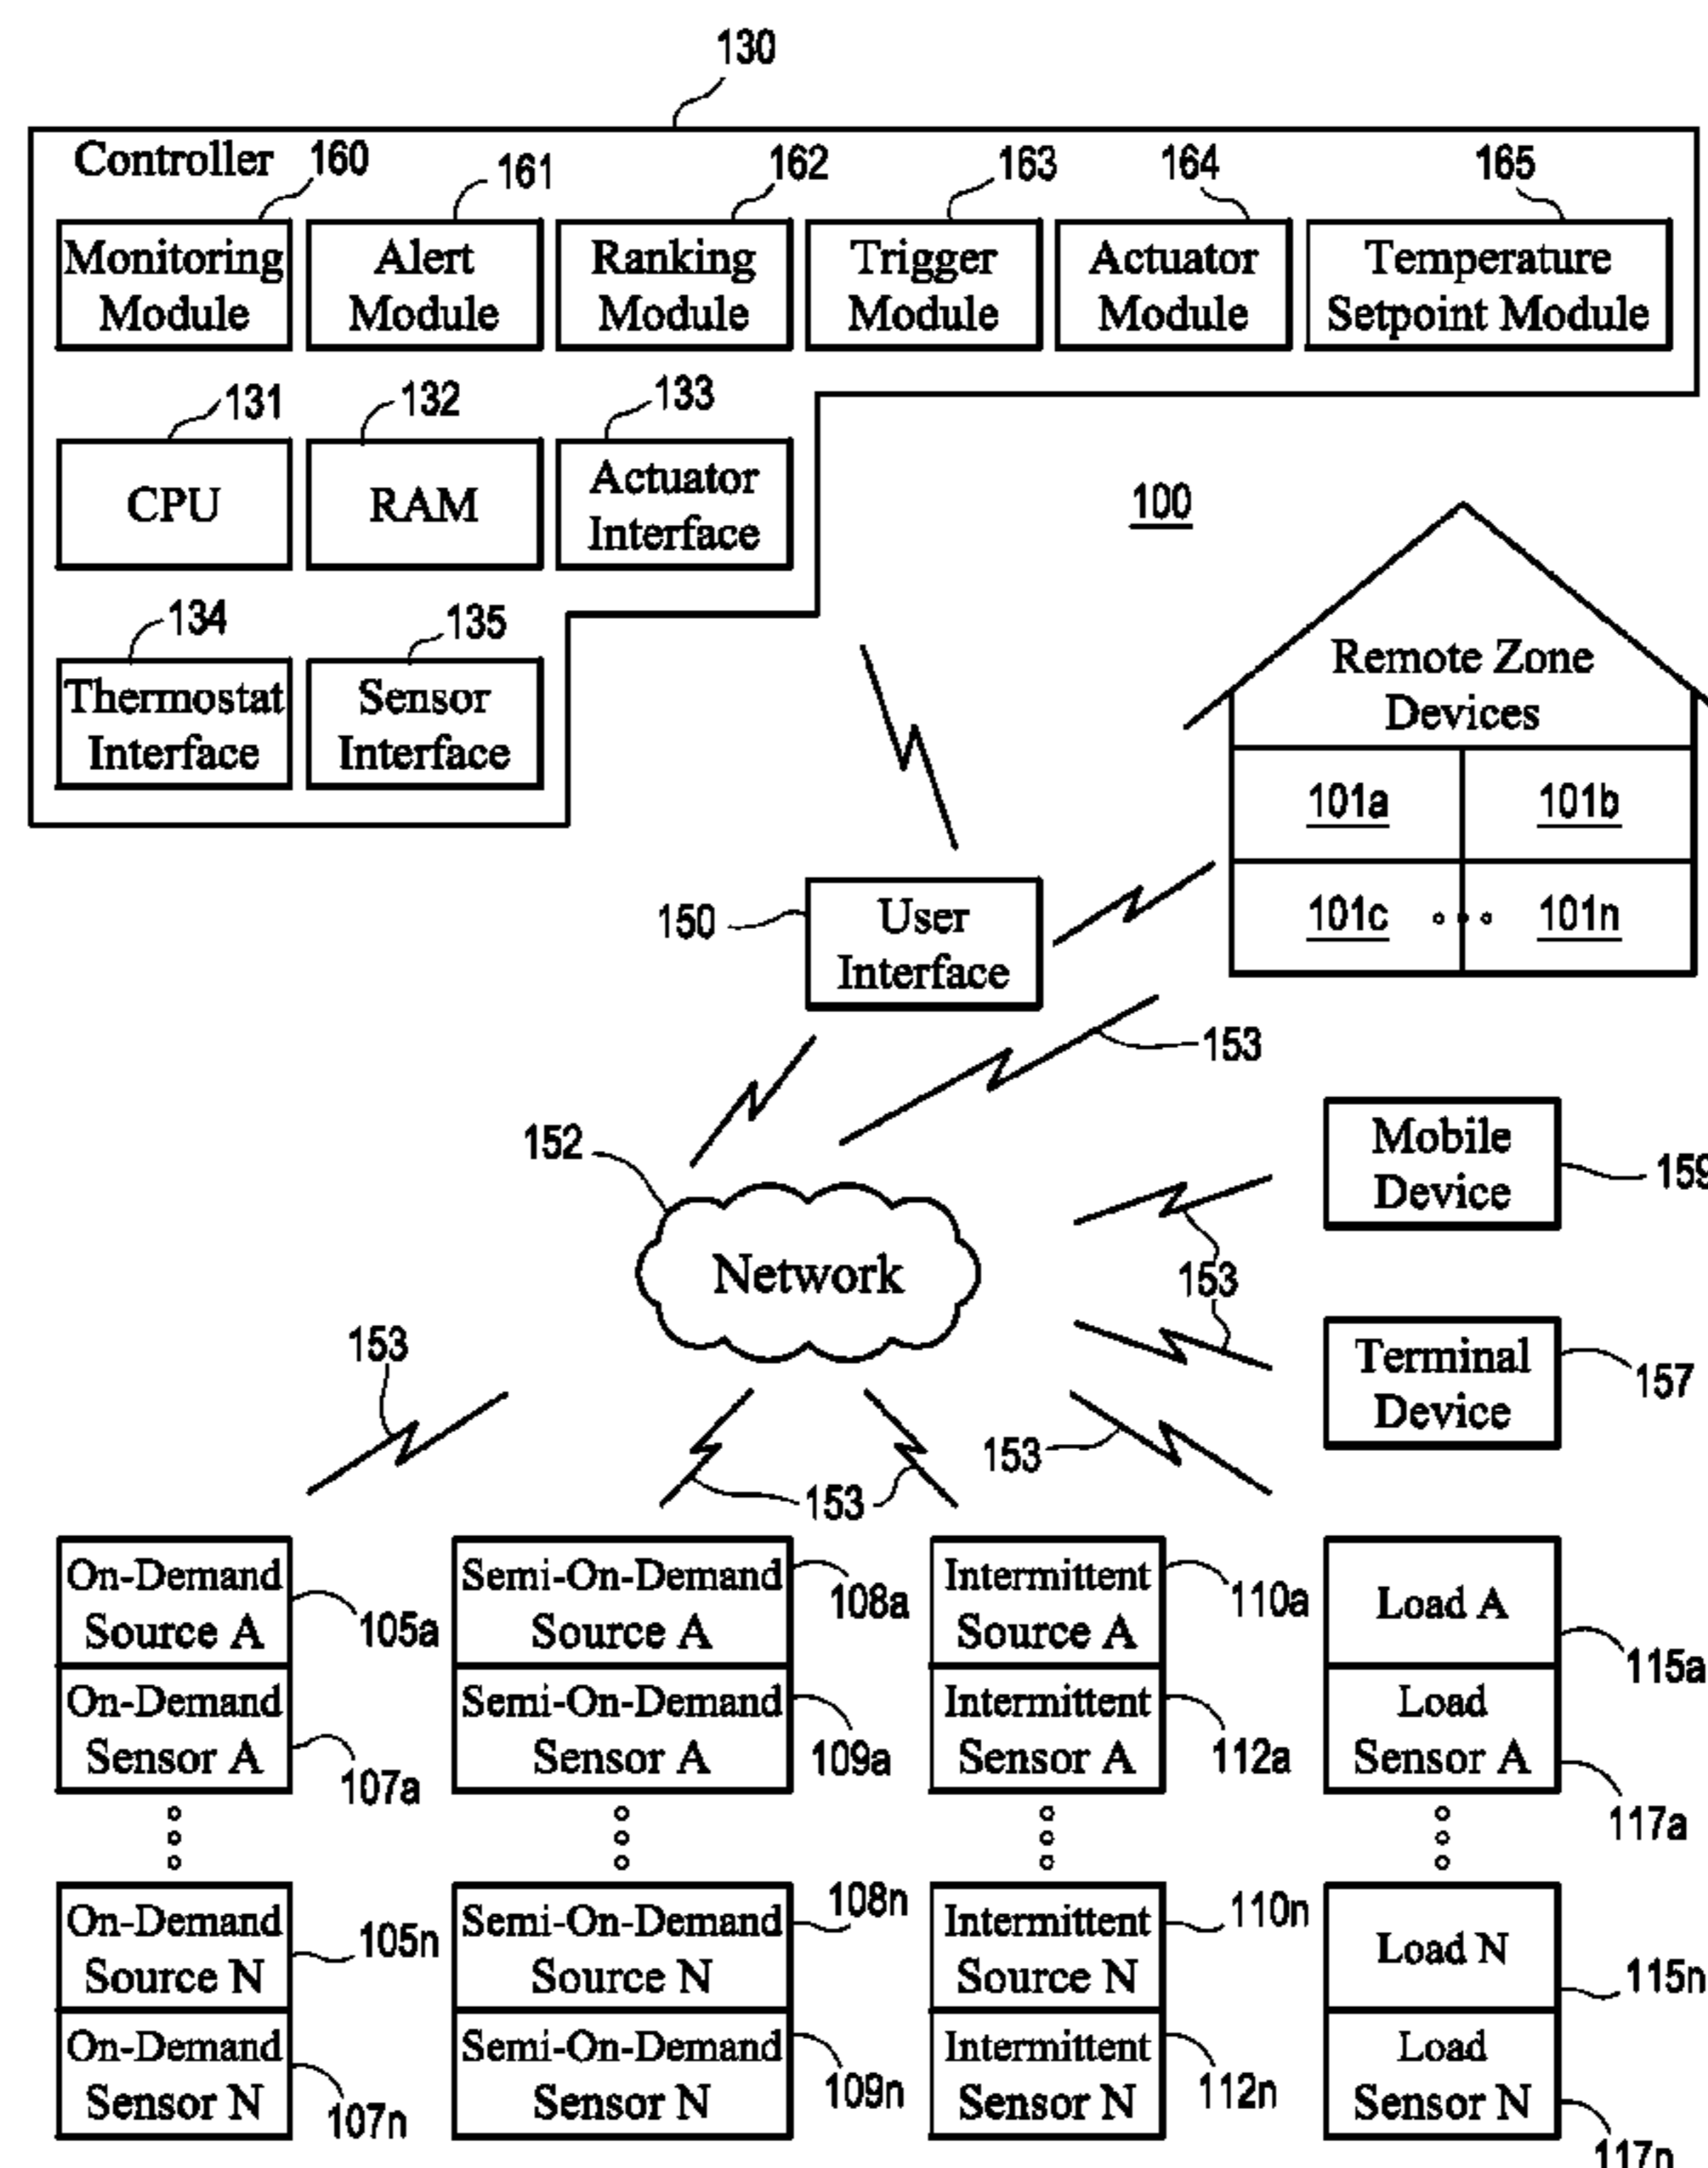 130
Controller
160
161
162
163
164
165
Monitoring
Module
Alert
Module
Ranking
Module
Trigger
Module
Actuator
Module
Temperature
Setpoint Module
131
132
133
CPU
RAM
Actuator
Interface
100
134
135
Thermostat
Interface
Sensor
Interface
Remote Zone
Devices
101a
101b
101c
101n
150
User
Interface
153
152
Network
Mobile
Device
159
153
Terminal
Device
157
153
153
153
On-Demand
Source A
105a
On-Demand
Sensor A
107a
Semi-On-Demand
Source A
108a
Semi-On-Demand
Sensor A
109a
Intermittent
Source A
110a
Intermittent
Sensor A
112a
Load A
115a
Load
Sensor A
117a
On-Demand
Source N
105n
On-Demand
Sensor N
107n
Semi-On-Demand
Source N
108n
Semi-On-Demand
Sensor N
109n
Intermittent
Source N
110n
Intermittent
Sensor N
112n
Load N
115n
Load
Sensor N
117n